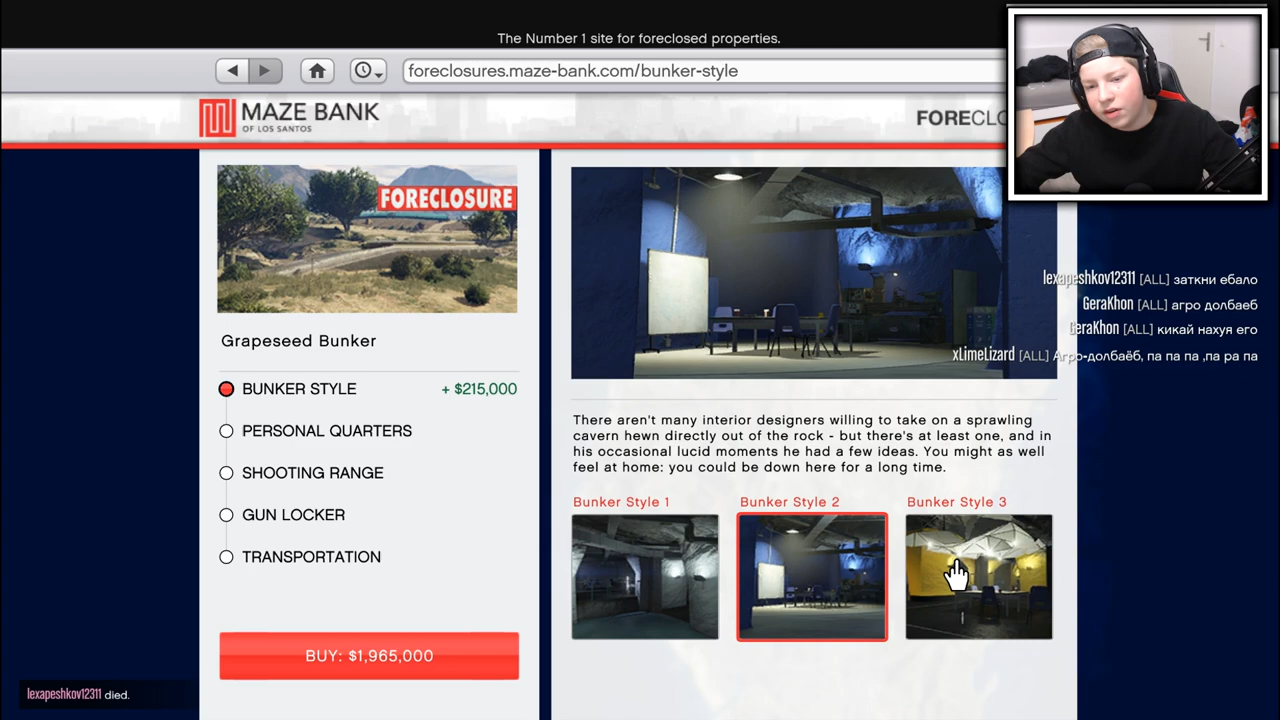 The Number 1 site for foreclosed properties.
foreclosures.maze-bank.com/bunker-style
MAZE BANK
OF LOS SANTOS
FORECLO
FORECLOSURE
Grapeseed Bunker
BUNKER STYLE + $215,000
PERSONAL QUARTERS
SHOOTING RANGE
GUN LOCKER
TRANSPORTATION
BUY: $1,965,000
There aren't many interior designers willing to take on a sprawling
cavern hewn directly out of the rock - but there's at least one, and in
his occasional lucid moments he had a few ideas. You might as well
feel at home: you could be down here for a long time.
Bunker Style 1
Bunker Style 2
Bunker Style 3
lexapeshkov12311 [ALL] заткни ебало
GeraKhon [ALL] агро долбаеб
GeraKhon [ALL] кикай нахуя его
xLimeLizard [ALL] Агро-долбаёб, па па па ,па ра па
lexapeshkov12311 died.